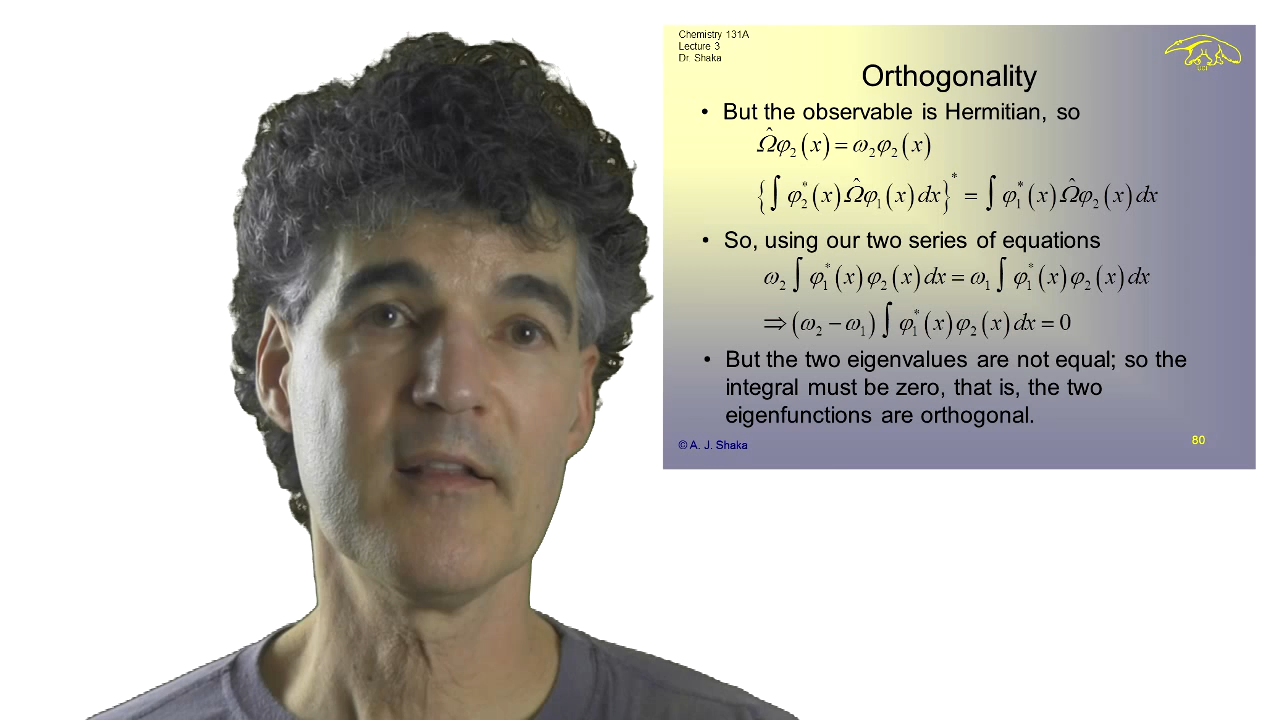 Chemistry 131A
Lecture 3
Dr. Shaka
UCI
Orthogonality
• But the observable is Hermitian, so
Ω̂φ₂(x) = ω₂φ₂(x)
{∫ φ₂*(x)Ω̂φ₁(x)dx}* = ∫ φ₁*(x)Ω̂φ₂(x)dx
• So, using our two series of equations
ω₂ ∫ φ₁*(x)φ₂(x)dx = ω₁ ∫ φ₁*(x)φ₂(x)dx
⇒ (ω₂ − ω₁) ∫ φ₁*(x)φ₂(x)dx = 0
• But the two eigenvalues are not equal; so the
integral must be zero, that is, the two
eigenfunctions are orthogonal.
© A. J. Shaka
80